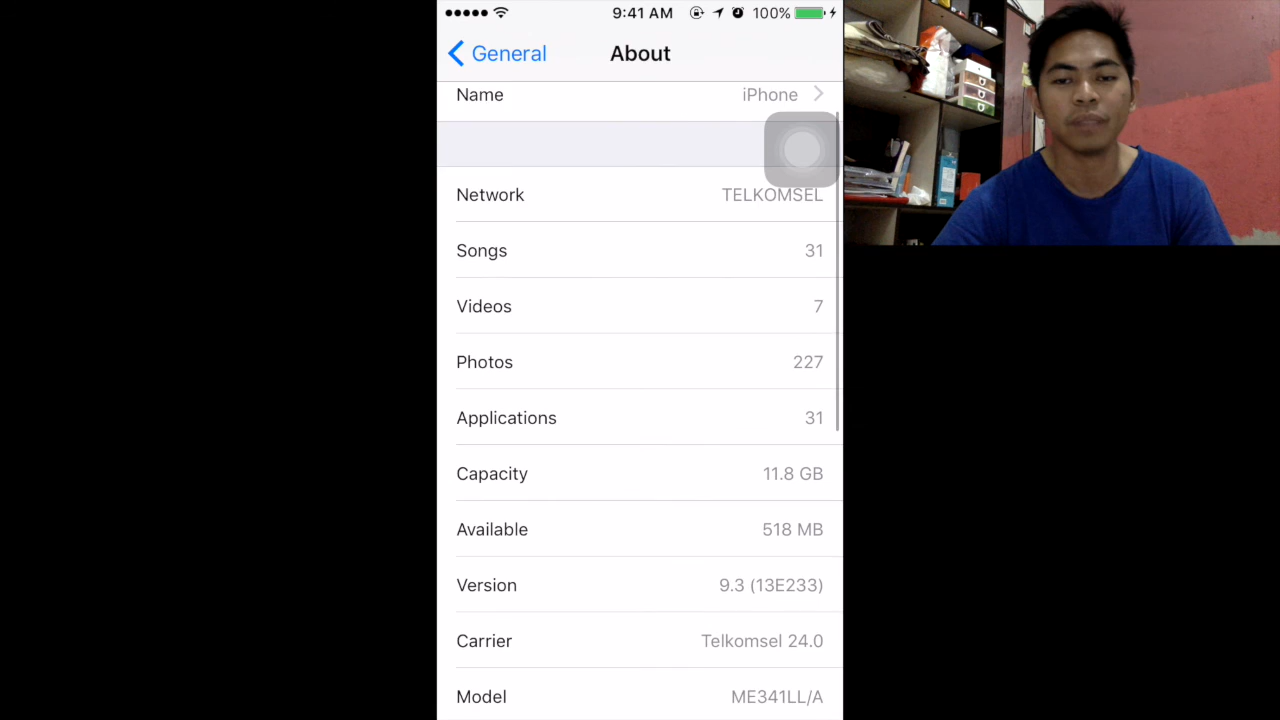 9:41 AM 100%
General About
Name iPhone
Network TELKOMSEL
Songs 31
Videos 7
Photos 227
Applications 31
Capacity 11.8 GB
Available 518 MB
Version 9.3 (13E233)
Carrier Telkomsel 24.0
Model ME341LL/A